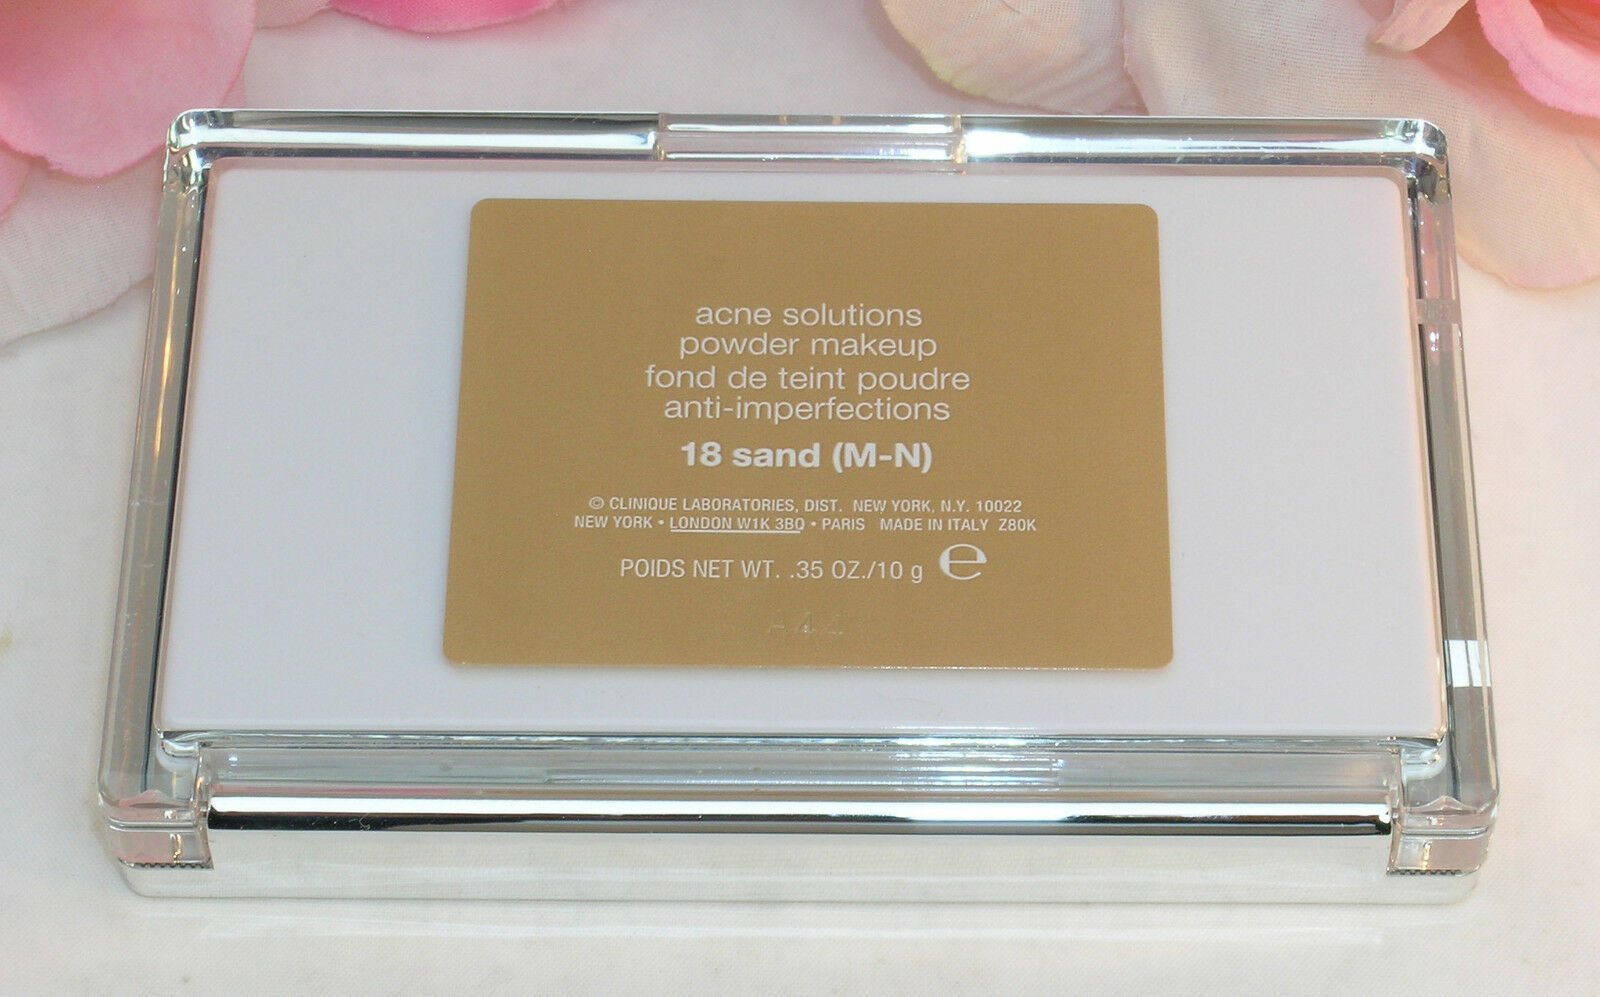 acne solutions
powder makeup
fond de teint poudre
anti-imperfections
18 sand (M-N)
© CLINIQUE LABORATORIES, DIST. NEW YORK, N.Y. 10022
NEW YORK • LONDON W1K 3BQ • PARIS MADE IN ITALY Z80K
POIDS NET WT. .35 OZ./10 g ℮